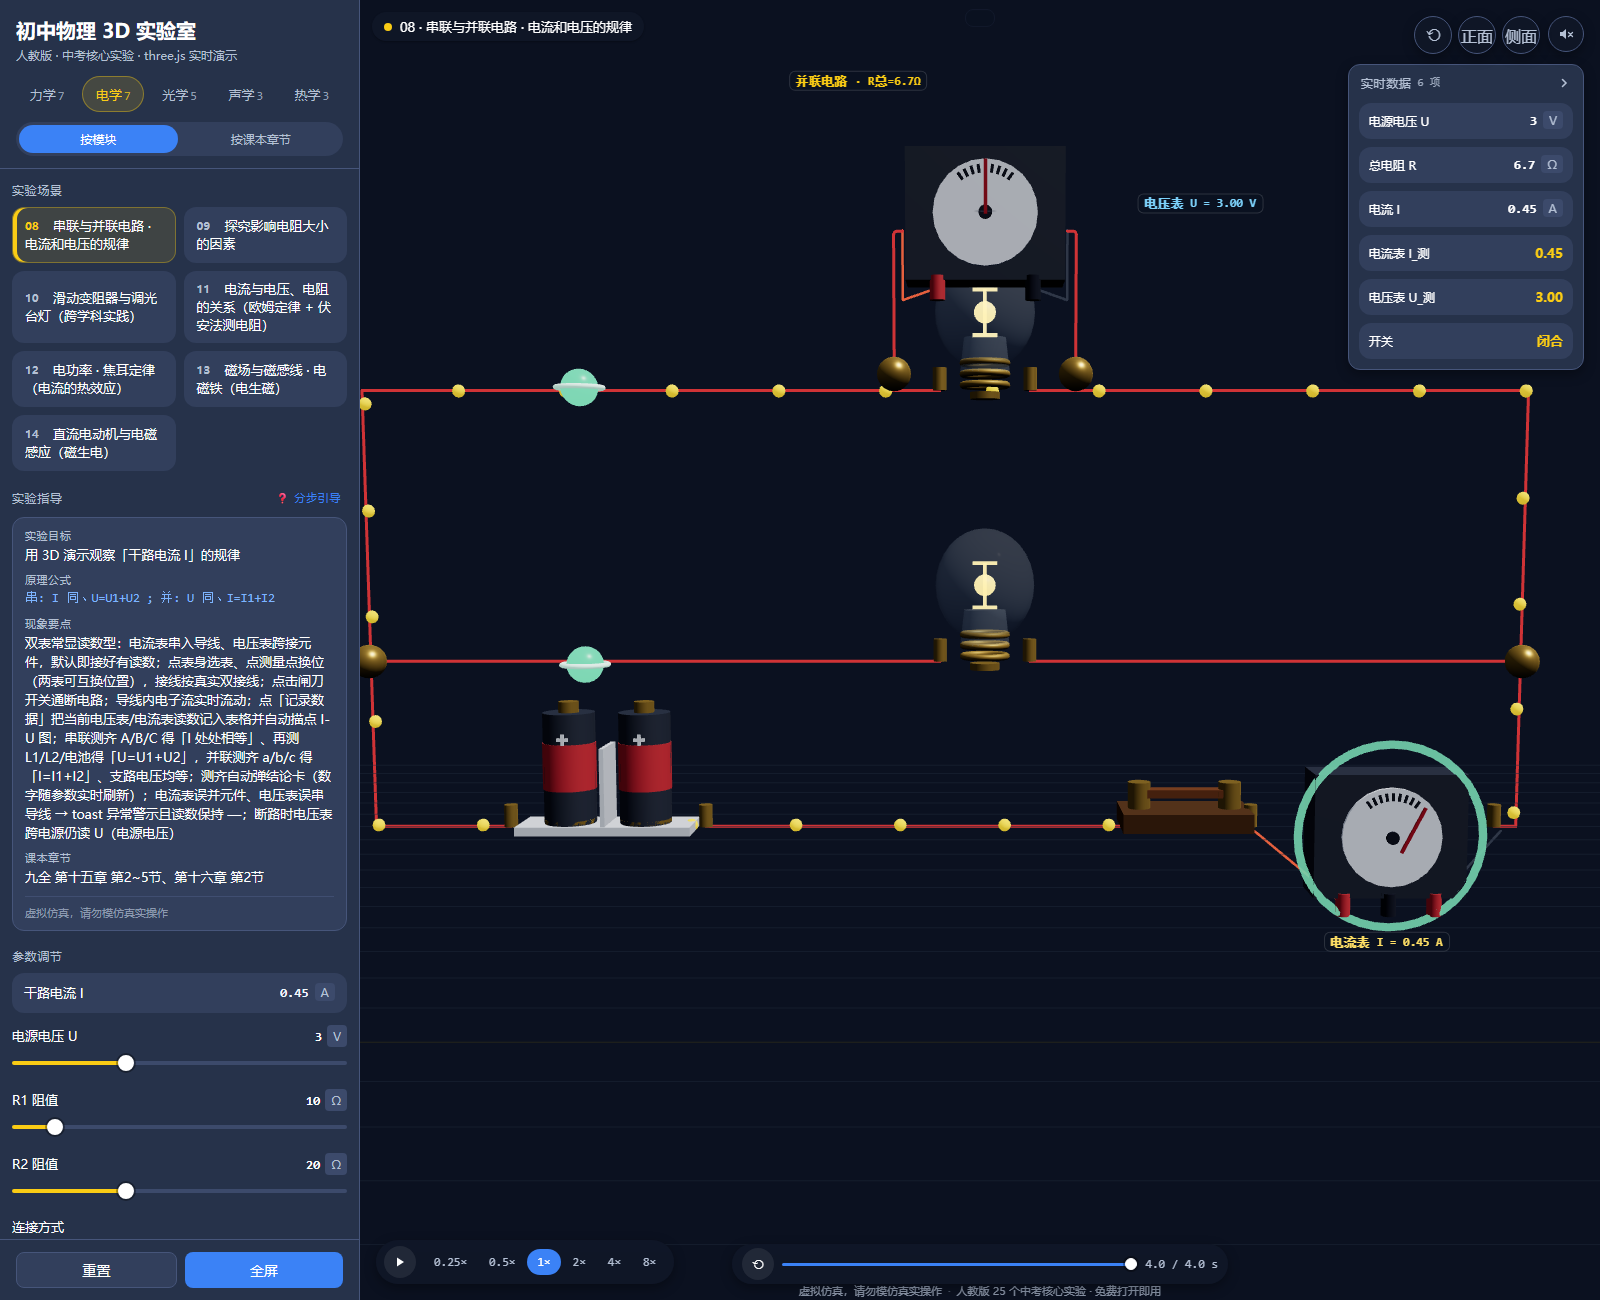 初中物理 3D 实验室
人教版 · 中考核心实验 · three.js 实时演示
力学 7
电学 7
光学 5
声学 3
热学 3
按模块
按课本章节
实验场景
08 串联与并联电路 · 电流和电压的规律
09 探究影响电阻大小的因素
10 滑动变阻器与调光台灯（跨学科实践）
11 电流与电压、电阻的关系（欧姆定律 + 伏安法测电阻）
12 电功率 · 焦耳定律（电流的热效应）
13 磁场与磁感线 · 电磁铁（电生磁）
14 直流电动机与电磁感应（磁生电）
实验指导
❓ 分步引导
实验目标
用 3D 演示观察「干路电流 I」的规律
原理公式
串: I 同、U=U1+U2 ; 并: U 同、I=I1+I2
现象要点
双表常显读数型：电流表串入导线、电压表跨接元
件，默认即接好有读数；点表身选表、点测量点换位
（两表可互换位置），接线按真实双接线；点击闸刀
开关通断电路；导线内电子流实时流动；点「记录数
据」把当前电压表/电流表读数记入表格并自动描点 I-
U 图；串联测齐 A/B/C 得「I 处处相等」、再测
L1/L2/电池得「U=U1+U2」，并联测齐 a/b/c 得
「I=I1+I2」、支路电压均等；测齐自动弹结论卡（数
字随参数实时刷新）；电流表误并元件、电压表误串
导线 → toast 异常警示且读数保持 —；断路时电压表
跨电源仍读 U（电源电压）
课本章节
九全 第十五章 第2~5节、第十六章 第2节
虚拟仿真，请勿模仿真实操作
参数调节
干路电流 I 0.45 A
电源电压 U 3 V
R1 阻值 10 Ω
R2 阻值 20 Ω
连接方式
重置
全屏
08 · 串联与并联电路 · 电流和电压的规律
正面
侧面
并联电路 · R总=6.7Ω
电压表 U = 3.00 V
电流表 I = 0.45 A
实时数据 6 项
电源电压 U 3 V
总电阻 R 6.7 Ω
电流 I 0.45 A
电流表 I_测 0.45
电压表 U_测 3.00
开关 闭合
0.25×
0.5×
1×
2×
4×
8×
4.0 / 4.0 s
虚拟仿真，请勿模仿真实操作 · 人教版 25 个中考核心实验 · 免费打开即用